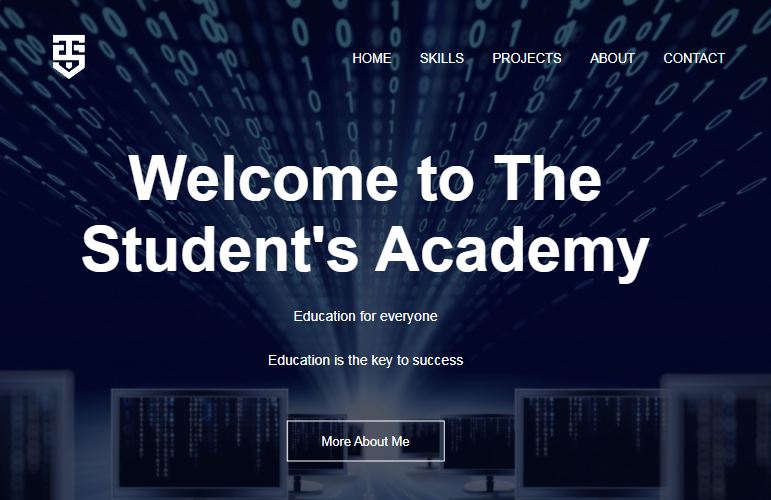 HOME SKILLS PROJECTS ABOUT CONTACT
Welcome to The
Student's Academy
Education for everyone
Education is the key to success
More About Me